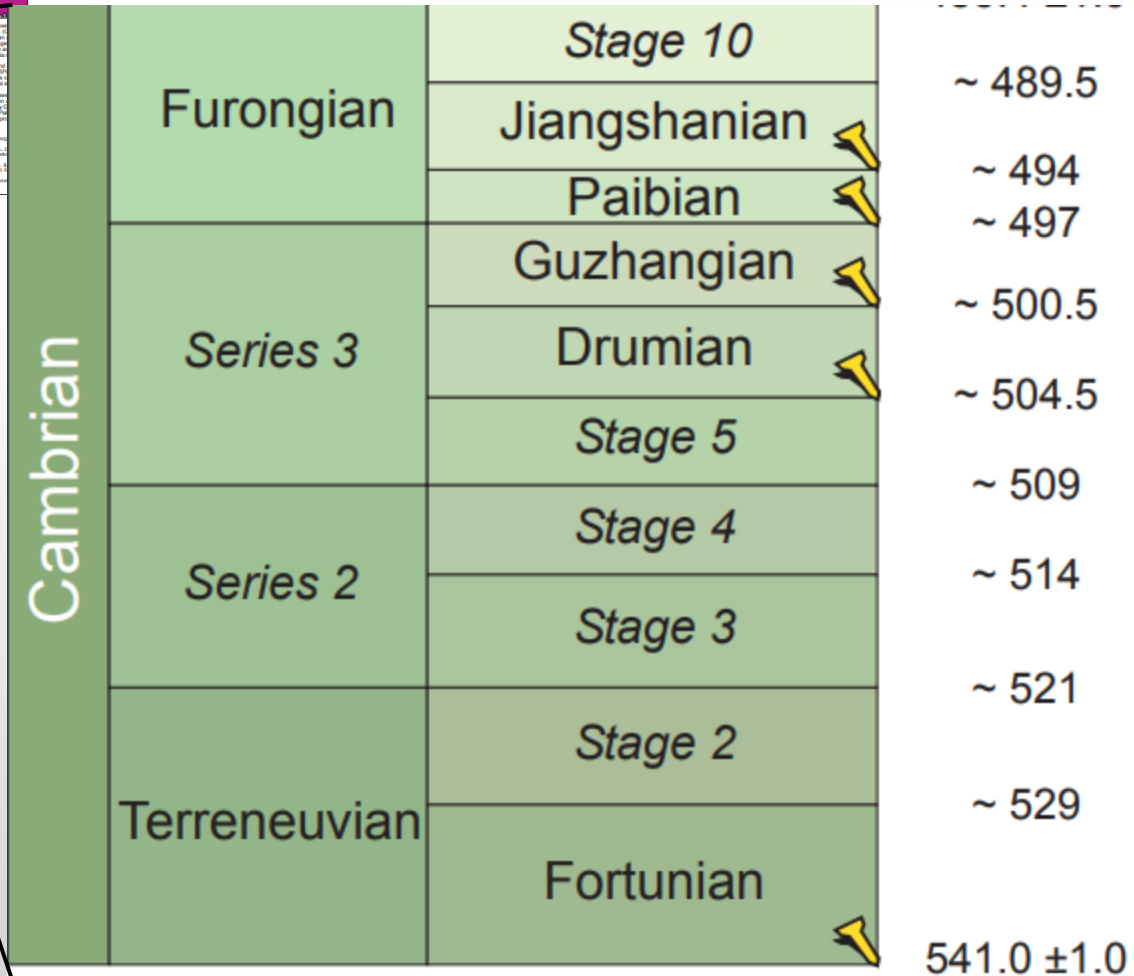 Stage 10
~ 489.5
Furongian
Jiangshanian
~ 494
Paibian
~ 497
Guzhangian
~ 500.5
Series 3
Drumian
~ 504.5
Stage 5
~ 509
Cambrian
Stage 4
~ 514
Series 2
Stage 3
~ 521
Stage 2
~ 529
Terreneuvian
Fortunian
541.0 ±1.0